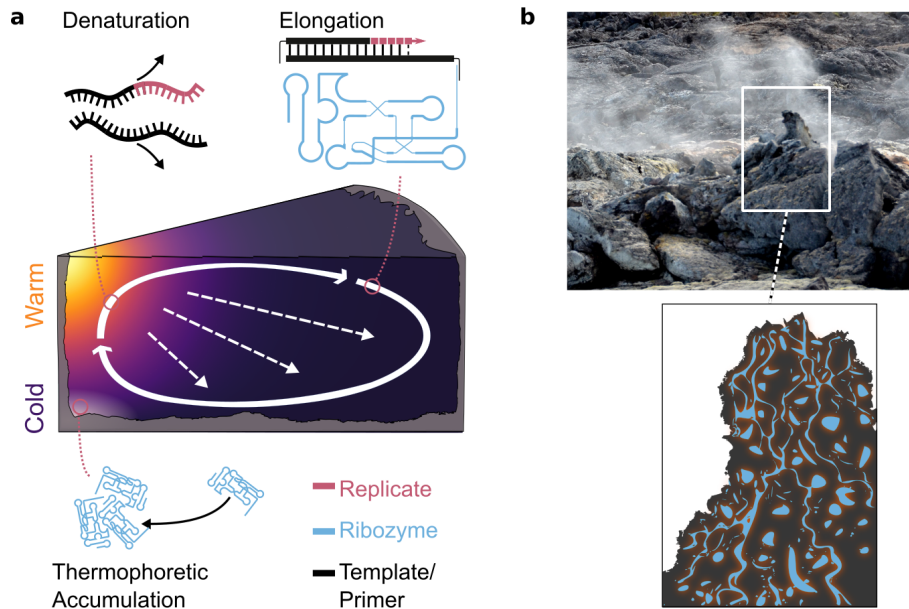 a
Denaturation
Elongation
Warm
Cold
Thermophoretic
Accumulation
Replicate
Ribozyme
Template/
Primer
b